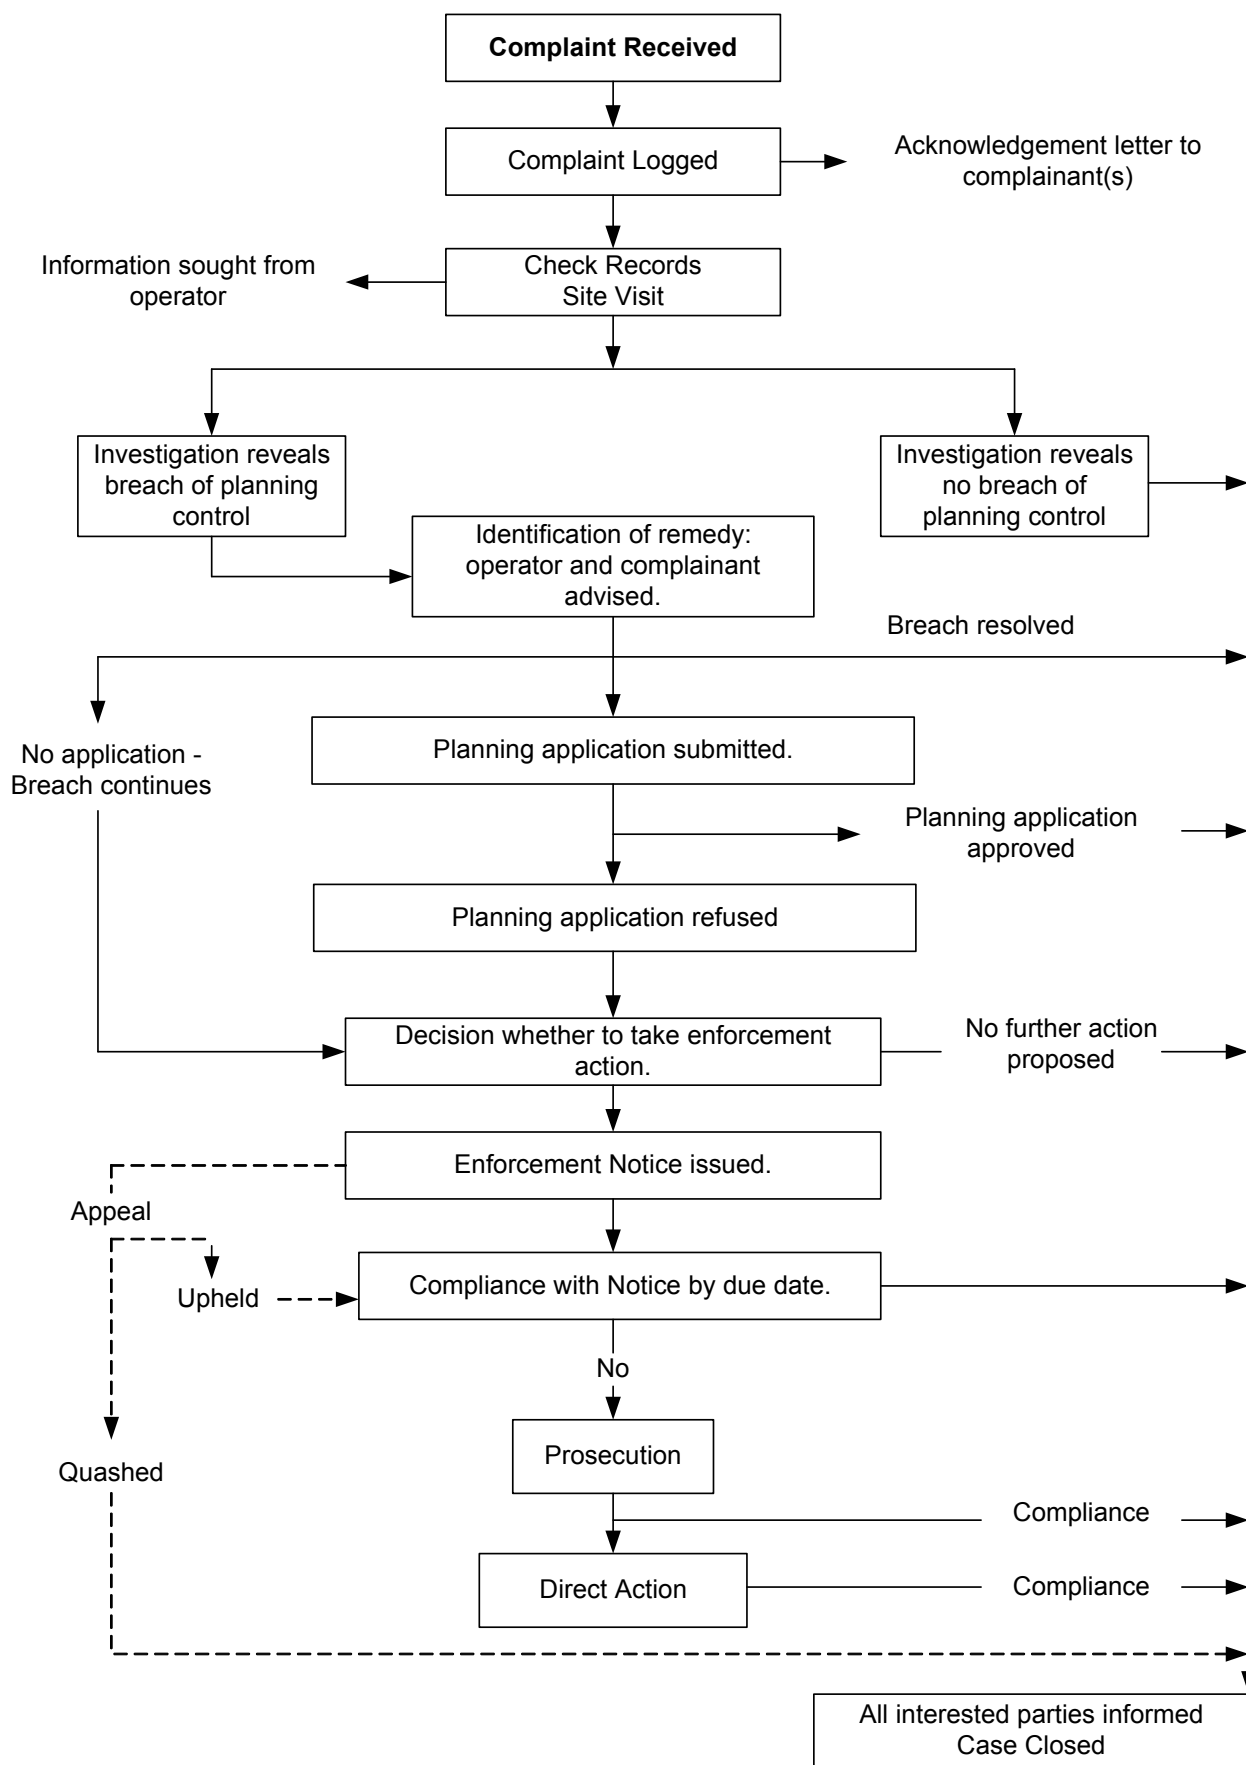 Complaint Received
Complaint Logged
Acknowledgement letter to
complainant(s)
Information sought from
operator
Check Records
Site Visit
Investigation reveals
breach of planning
control
Investigation reveals
no breach of
planning control
Identification of remedy:
operator and complainant
advised.
Breach resolved
No application -
Breach continues
Planning application submitted.
Planning application
approved
Planning application refused
Decision whether to take enforcement
action.
No further action
proposed
Enforcement Notice issued.
Appeal
Upheld
Compliance with Notice by due date.
No
Prosecution
Quashed
Compliance
Direct Action
Compliance
All interested parties informed
Case Closed